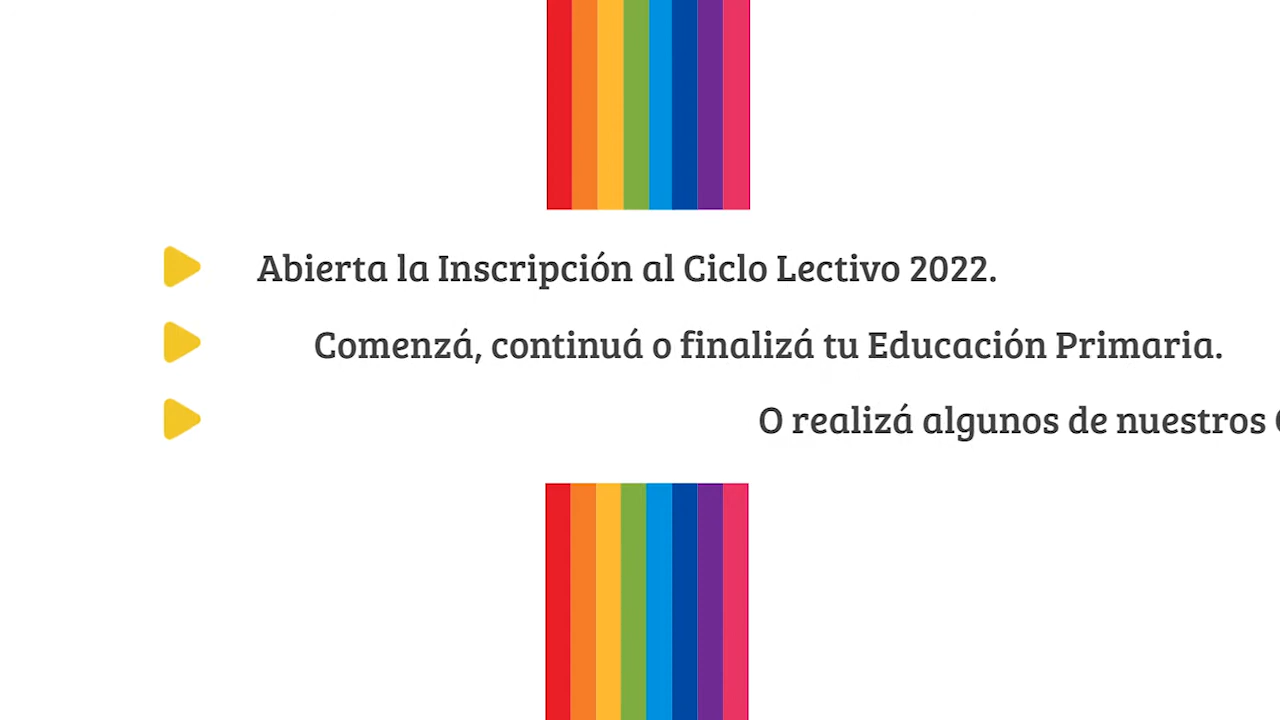 Abierta la Inscripción al Ciclo Lectivo 2022.
Comenzá, continuá o finalizá tu Educación Primaria.
O realizá algunos de nuestros